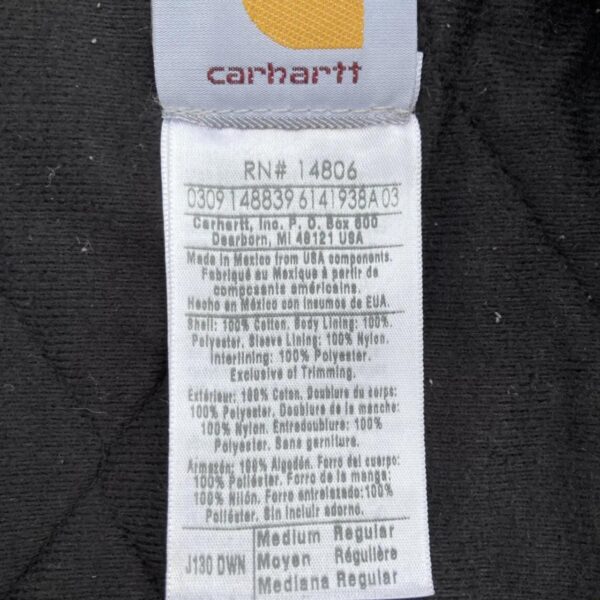 carhartt
RN# 14806
0309 148839 6141938A 03
Carhartt, Inc. P. O. Box 600
Dearborn, MI 48121 USA
Made in Mexico from USA components.
Fabriqué au Mexique à partir de
composants américains.
Hecho en México con insumos de EUA.
Shell: 100% Cotton. Body Lining: 100%
Polyester. Sleeve Lining: 100% Nylon.
Interlining: 100% Polyester.
Exclusive of Trimming.
Extérieur: 100% Coton. Doublure du corps:
100% Polyester. Doublure de la manche:
100% Nylon. Entredoublure: 100%
Polyester. Sans garniture.
Armazón: 100% Algodón. Forro del cuerpo:
100% Poliéster. Forro de la manga:
100% Nilón. Forro entrelazado: 100%
Poliéster. Sin incluir adorno.
J130 DWN
Medium Regular
Moyen Régulière
Mediana Regular